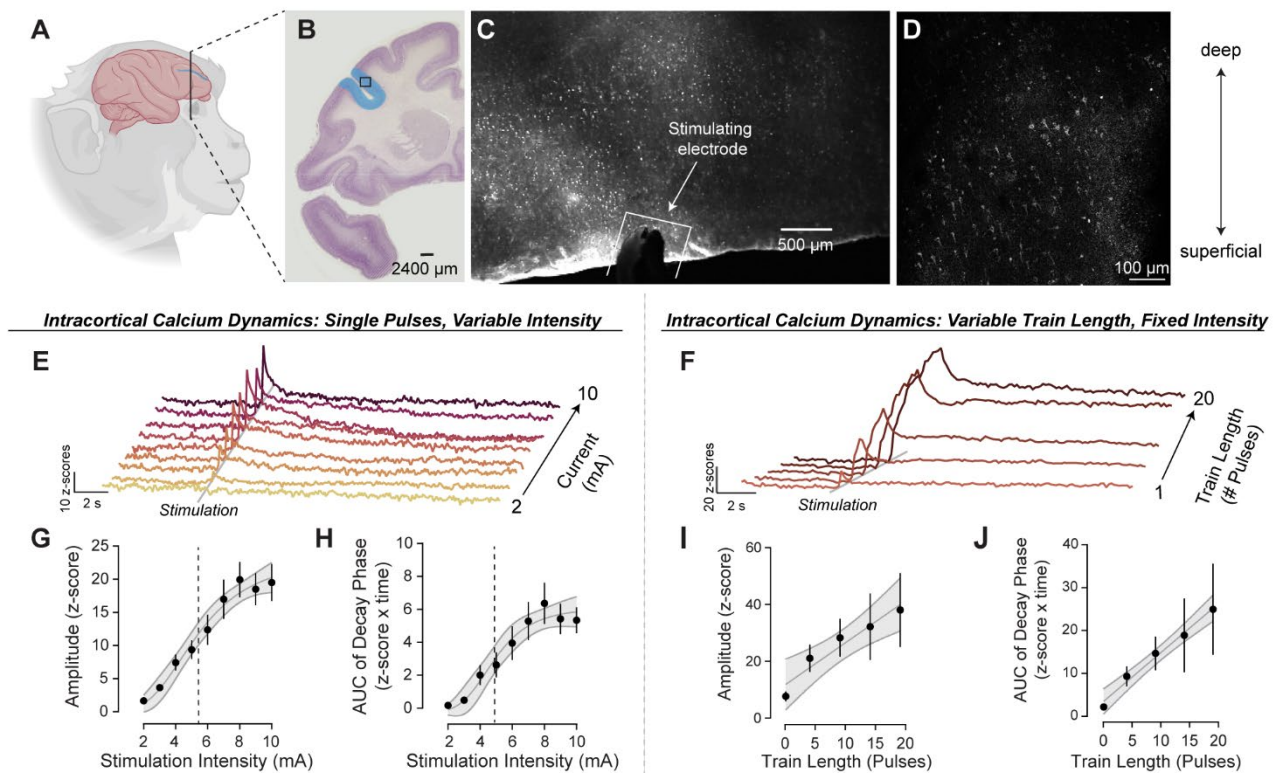 A
B
2400 µm
C
Stimulating
electrode
500 µm
D
100 µm
deep
superficial
Intracortical Calcium Dynamics: Single Pulses, Variable Intensity
Intracortical Calcium Dynamics: Variable Train Length, Fixed Intensity
E
10 z-scores
2 s
Stimulation
2
10
Current
(mA)
F
20 z-scores
2 s
Stimulation
1
20
Train Length
(# Pulses)
G
Amplitude (z-score)
25
20
15
10
5
0
2 4 6 8 10
Stimulation Intensity (mA)
H
AUC of Decay Phase
(z-score x time)
10
8
6
4
2
0
2 4 6 8 10
Stimulation Intensity (mA)
I
Amplitude (z-score)
60
40
20
0
0 5 10 15 20
Train Length (Pulses)
J
AUC of Decay Phase
(z-score x time)
40
30
20
10
0
0 5 10 15 20
Train Length (Pulses)